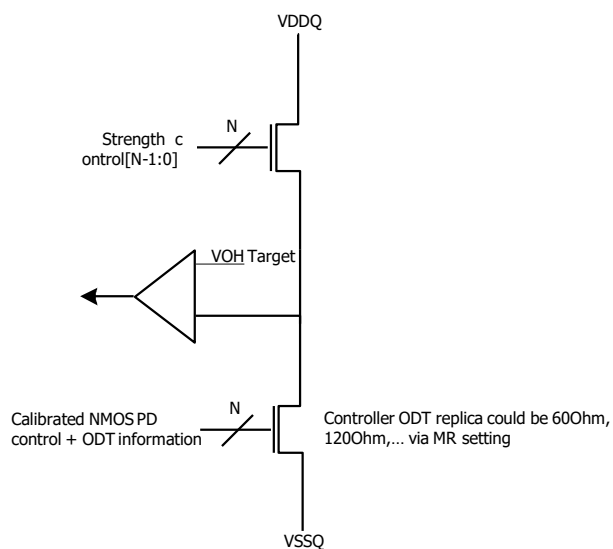 VDDQ
N
Strength c
ontrol[N-1:0]
VOH Target
N
Calibrated NMOS PD
control + ODT information
Controller ODT replica could be 60Ohm,
120Ohm,... via MR setting
VSSQ